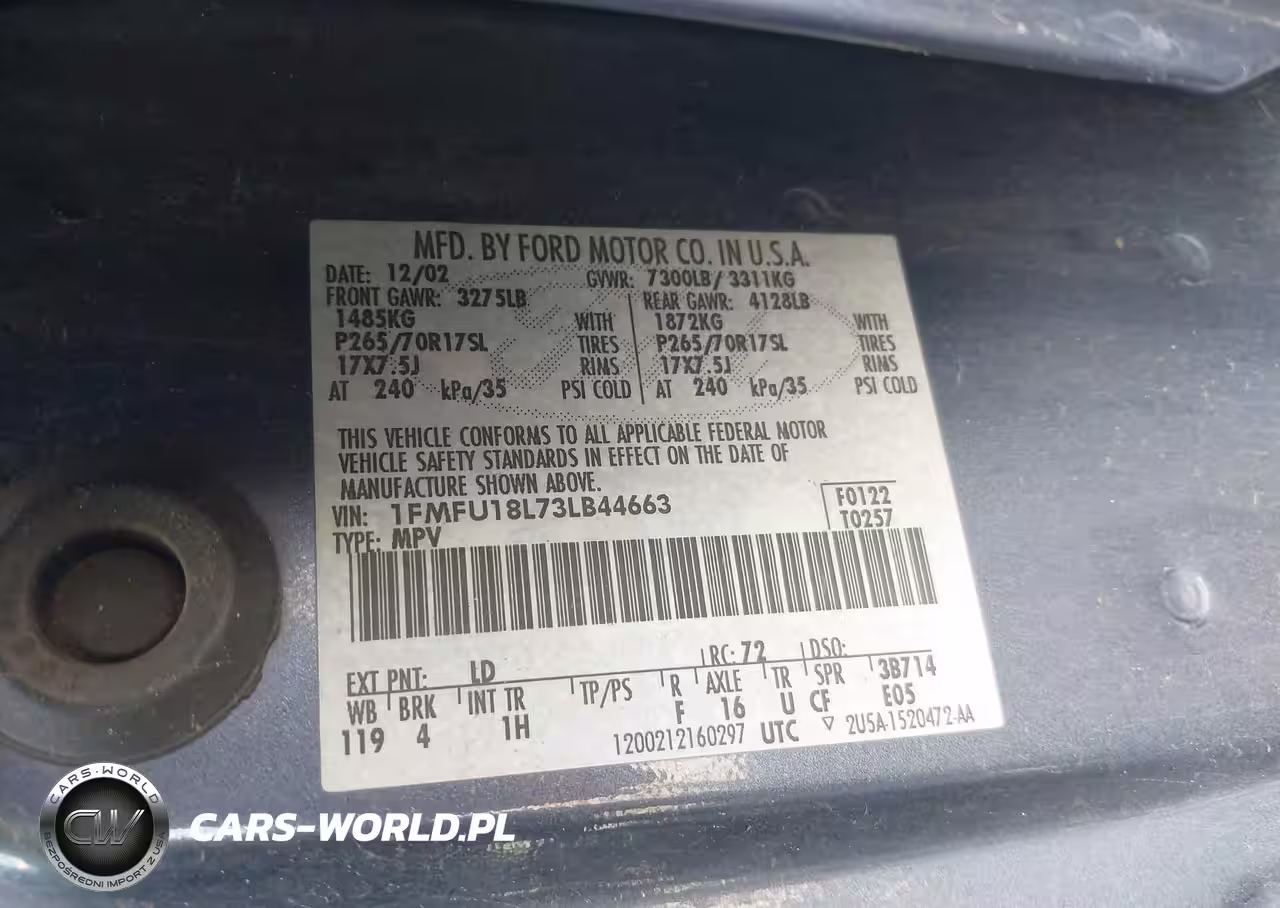 MFD. BY FORD MOTOR CO. IN U.S.A.
DATE: 12/02 GVWR: 7300LB/ 3311KG
FRONT GAWR: 3275LB REAR GAWR: 4128LB
1485KG WITH 1872KG WITH
P265/70R17SL TIRES P265/70R17SL TIRES
17X7.5J RIMS 17X7.5J RIMS
AT 240 kPa/35 PSI COLD AT 240 kPa/35 PSI COLD
THIS VEHICLE CONFORMS TO ALL APPLICABLE FEDERAL MOTOR
VEHICLE SAFETY STANDARDS IN EFFECT ON THE DATE OF
MANUFACTURE SHOWN ABOVE.
VIN: 1FMFU18L73LB44663 F0122
TYPE: MPV T0257
EXT PNT: LD RC: 72 DSO:
WB BRK INT TR TP/PS R AXLE TR SPR 3B714
119 4 1H F 16 U CF E05
1200212160297 UTC ▽ 2U5A-1520472-AA
CARS-WORLD
CW
BEZPOŚREDNI IMPORT Z USA
CARS-WORLD.PL